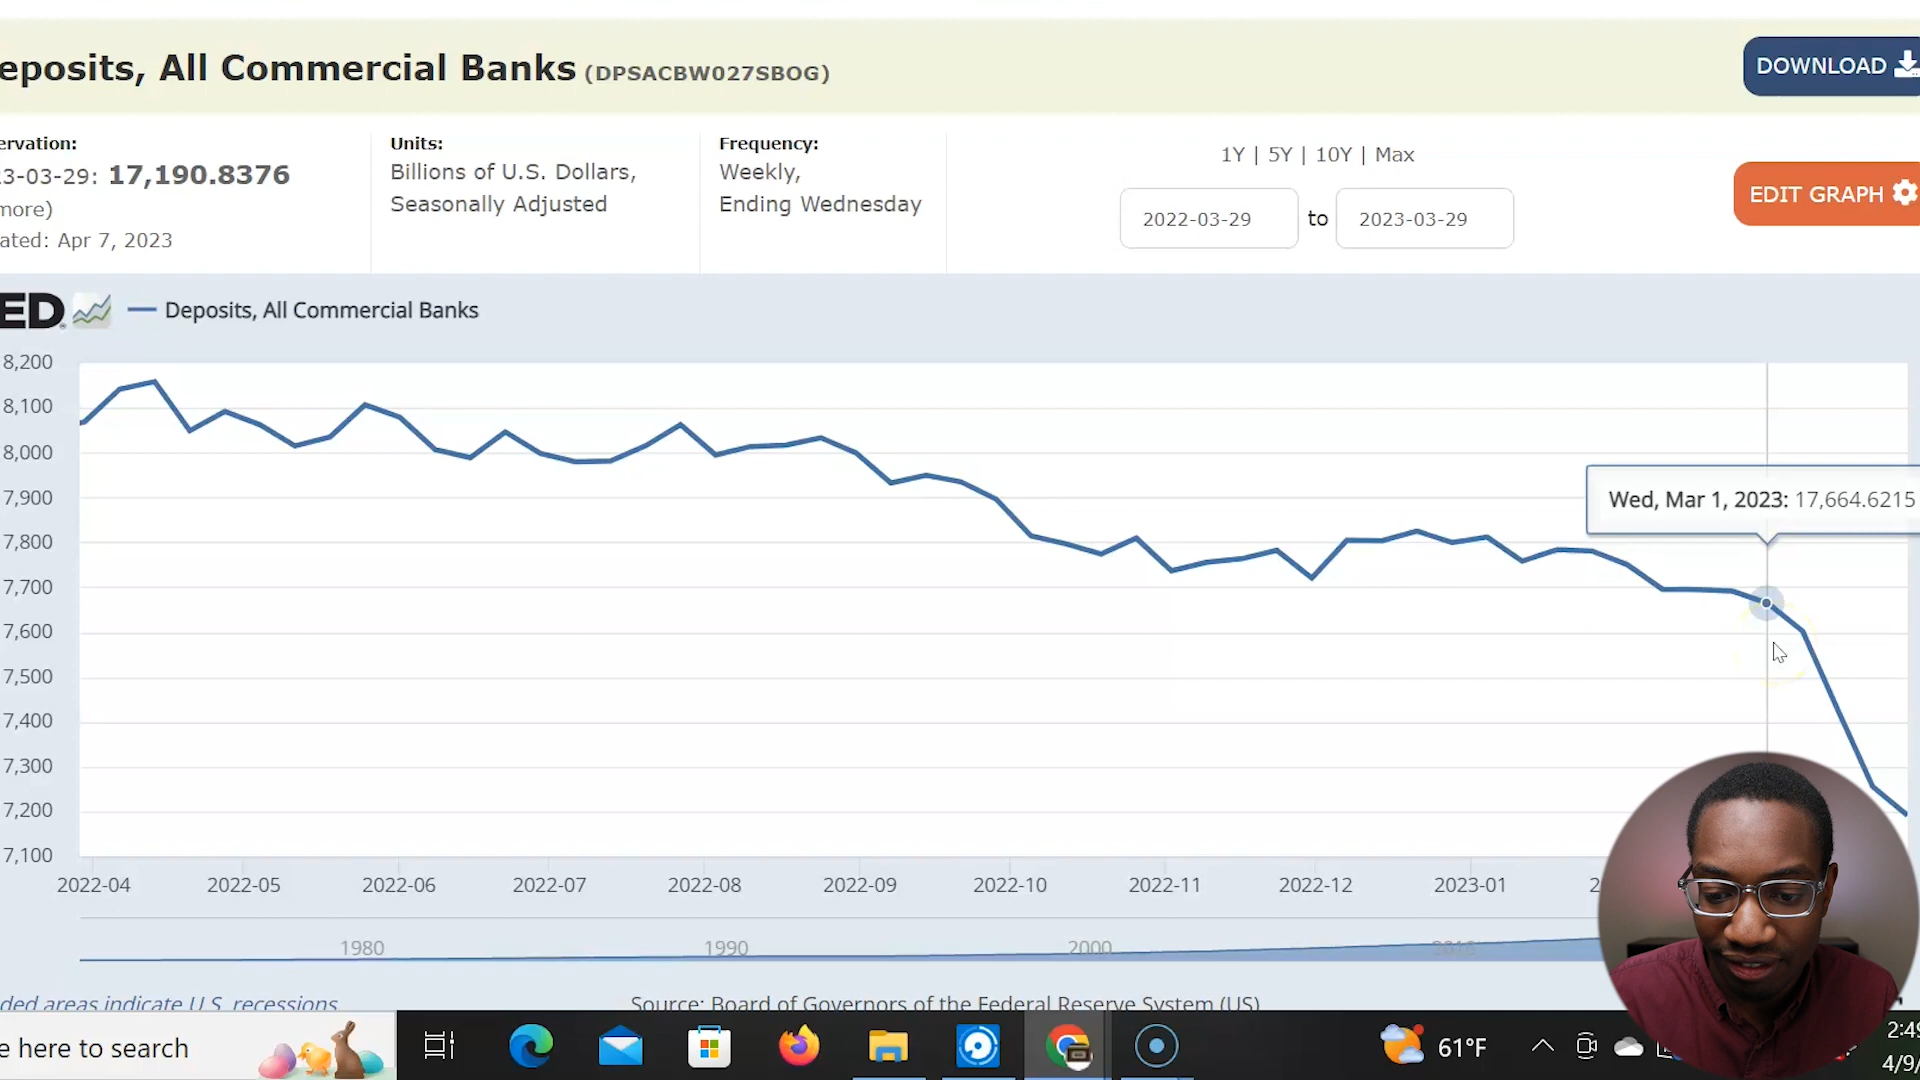 eposits, All Commercial Banks (DPSACBW027SBOG)
DOWNLOAD
ervation:
3-03-29: 17,190.8376
more)
ated: Apr 7, 2023
Units:
Billions of U.S. Dollars,
Seasonally Adjusted
Frequency:
Weekly,
Ending Wednesday
1Y | 5Y | 10Y | Max
2022-03-29 to 2023-03-29
EDIT GRAPH
ED
Deposits, All Commercial Banks
8,200
8,100
8,000
7,900
7,800
7,700
7,600
7,500
7,400
7,300
7,200
7,100
Wed, Mar 1, 2023: 17,664.6215
2022-04 2022-05 2022-06 2022-07 2022-08 2022-09 2022-10 2022-11 2022-12 2023-01 2
1980 1990 2000 2010
ded areas indicate U.S. recessions
Source: Board of Governors of the Federal Reserve System (US)
e here to search
61°F
2:49
4/9/